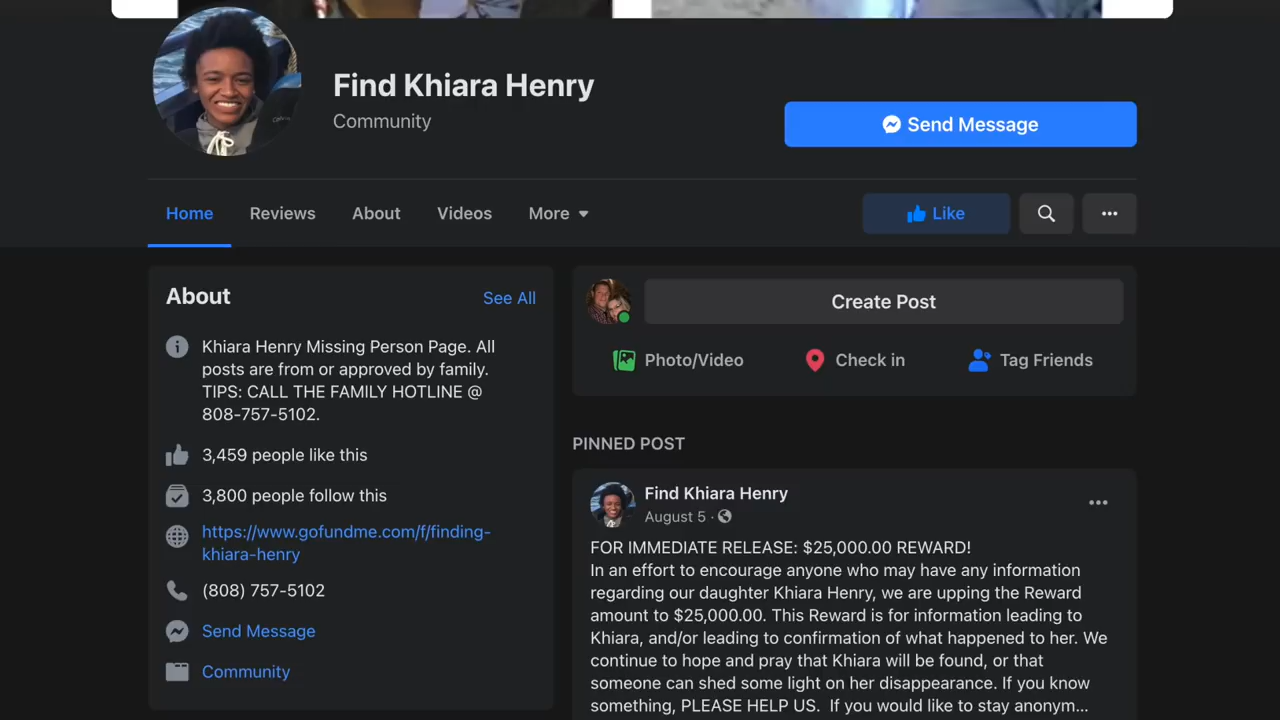 Find Khiara Henry
Community
Send Message
Home Reviews About Videos More
Like
About See All
Khiara Henry Missing Person Page. All
posts are from or approved by family.
TIPS: CALL THE FAMILY HOTLINE @
808-757-5102.
3,459 people like this
3,800 people follow this
https://www.gofundme.com/f/finding-
khiara-henry
(808) 757-5102
Send Message
Community
Create Post
Photo/Video Check in Tag Friends
PINNED POST
Find Khiara Henry
August 5 ·
FOR IMMEDIATE RELEASE: $25,000.00 REWARD!
In an effort to encourage anyone who may have any information
regarding our daughter Khiara Henry, we are upping the Reward
amount to $25,000.00. This Reward is for information leading to
Khiara, and/or leading to confirmation of what happened to her. We
continue to hope and pray that Khiara will be found, or that
someone can shed some light on her disappearance. If you know
something, PLEASE HELP US. If you would like to stay anonym...